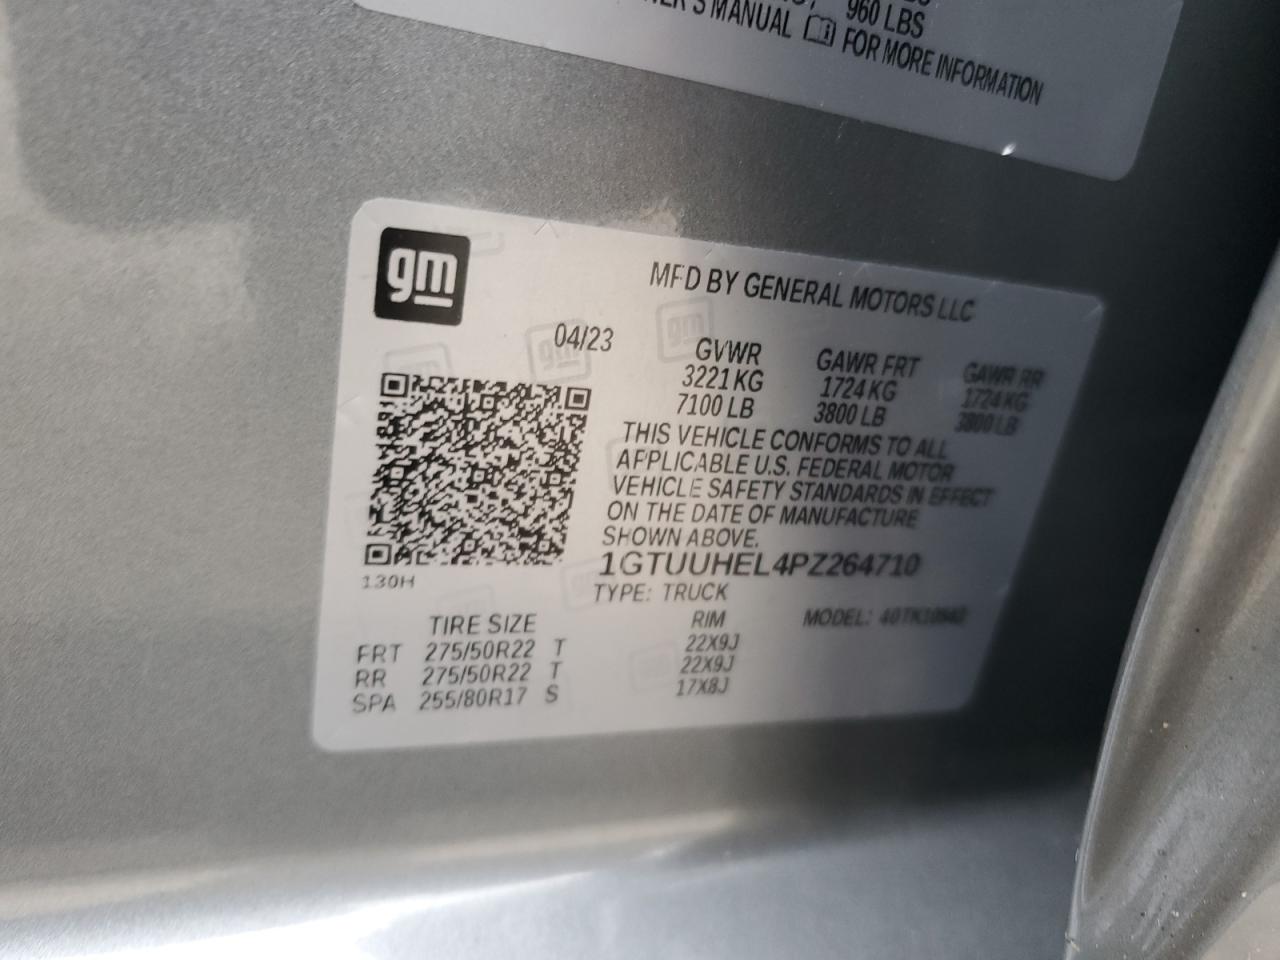 960 LBS
MANUAL FOR MORE INFORMATION
gm
MFD BY GENERAL MOTORS LLC
04/23
GVWR GAWR FRT GAWR RR
3221 KG 1724 KG 1724 KG
7100 LB 3800 LB 3800 LB
THIS VEHICLE CONFORMS TO ALL
APPLICABLE U.S. FEDERAL MOTOR
VEHICLE SAFETY STANDARDS IN EFFECT
ON THE DATE OF MANUFACTURE
SHOWN ABOVE.
1GTUUHEL4PZ264710
130H
TYPE: TRUCK
TIRE SIZE RIM MODEL:
FRT 275/50R22 T 22X9J
RR 275/50R22 T 22X9J
SPA 255/80R17 S 17X8J